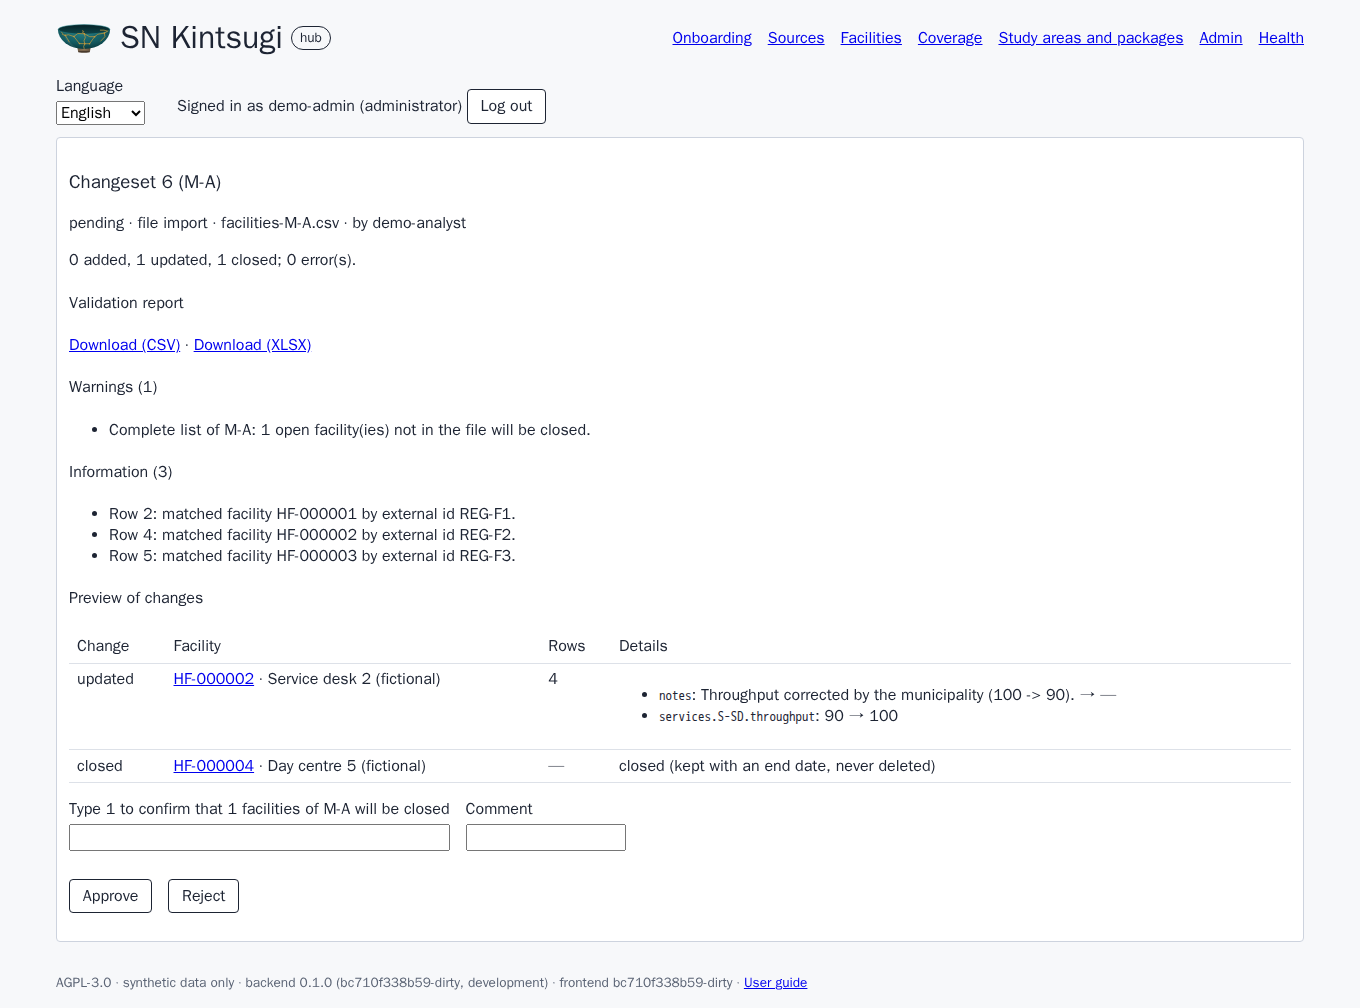 SN Kintsugi hub
Onboarding Sources Facilities Coverage Study areas and packages Admin Health
Language
English
Signed in as demo-admin (administrator) Log out
Changeset 6 (M-A)
pending · file import · facilities-M-A.csv · by demo-analyst
0 added, 1 updated, 1 closed; 0 error(s).
Validation report
Download (CSV) · Download (XLSX)
Warnings (1)
• Complete list of M-A: 1 open facility(ies) not in the file will be closed.
Information (3)
• Row 2: matched facility HF-000001 by external id REG-F1.
• Row 4: matched facility HF-000002 by external id REG-F2.
• Row 5: matched facility HF-000003 by external id REG-F3.
Preview of changes
Change Facility Rows Details
updated HF-000002 · Service desk 2 (fictional) 4
• notes: Throughput corrected by the municipality (100 -> 90). → —
• services.S-SD.throughput: 90 → 100
closed HF-000004 · Day centre 5 (fictional) — closed (kept with an end date, never deleted)
Type 1 to confirm that 1 facilities of M-A will be closed Comment
Approve Reject
AGPL-3.0 · synthetic data only · backend 0.1.0 (bc710f338b59-dirty, development) · frontend bc710f338b59-dirty · User guide